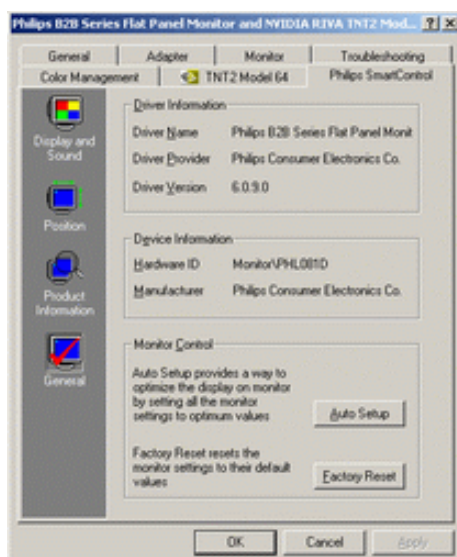 Philips B2B Series Flat Panel Monitor and NVIDIA RIVA TNT2 Mod...
General Adapter Monitor Troubleshooting
Color Management TNT2 Model 64 Philips SmartControl
Display and
Sound
Position
Product
Information
General
Driver Information
Driver Name Philips B2B Series Flat Panel Monit
Driver Provider Philips Consumer Electronics Co.
Driver Version 6.0.9.0
Device Information
Hardware ID Monitor\PHL081D
Manufacturer Philips Consumer Electronics Co.
Monitor Control
Auto Setup provides a way to
optimize the display on monitor
by setting all the monitor
settings to optimum values
Auto Setup
Factory Reset resets the
monitor settings to their default
values
Factory Reset
OK Cancel Apply